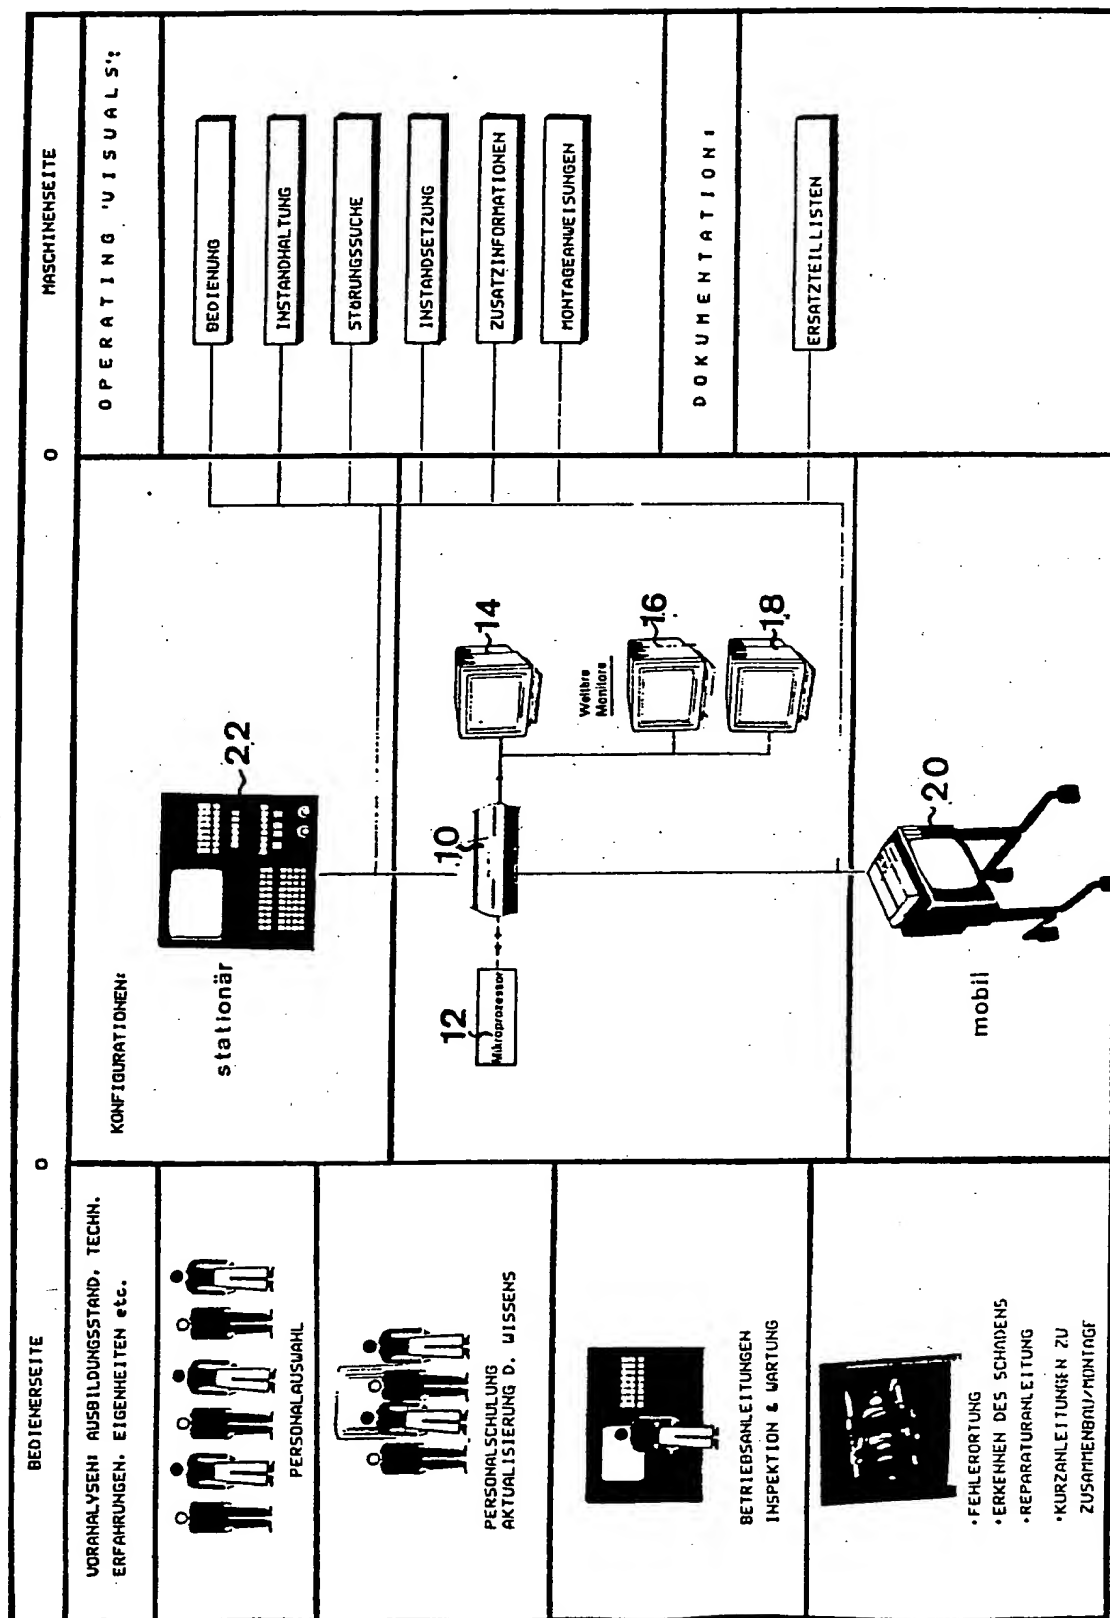 BEDIENERSEITE
O
O
MASCHINENSEITE
VORANALYSEN: AUSBILDUNGSSTAND, TECHN.
ERFAHRUNGEN, EIGENHEITEN etc.
PERSONALAUSWAHL
PERSONALSCHULUNG
AKTUALISIERUNG D. WISSENS
BETRIEBSANLEITUNGEN
INSPEKTION & WARTUNG
·FEHLERORTUNG
·ERKENNEN DES SCHADENS
·REPARATURANLEITUNG
·KURZANLEITUNGEN ZU
ZUSAMMENBAU/MONTAGE
KONFIGURATIONEN:
stationär
22
12
Mikroprozessor
10
14
Weitere
Monitore
16
18
mobil
20
OPERATING 'VISUALS':
BEDIENUNG
INSTANDHALTUNG
STÖRUNGSSUCHE
INSTANDSETZUNG
ZUSATZINFORMATIONEN
MONTAGEANWEISUNGEN
DOKUMENTATION:
ERSATZTEILLISTEN